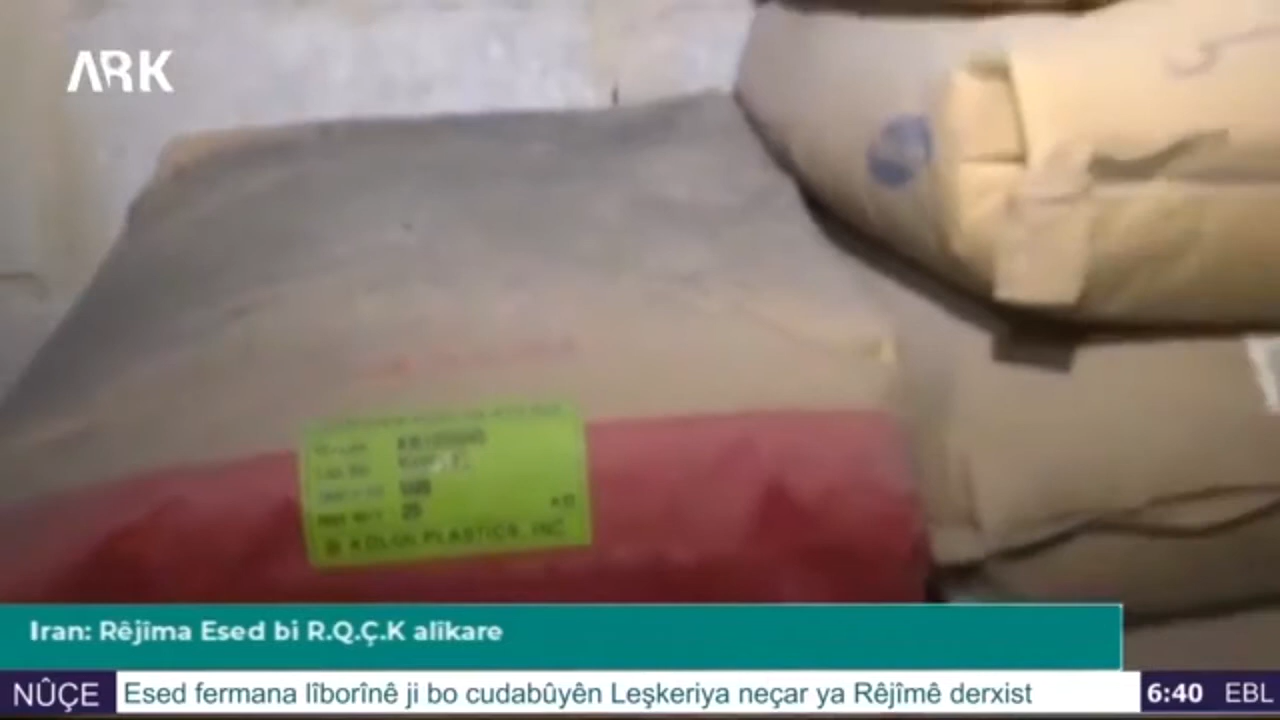 ARK
25
KOLON PLASTICS, INC
Iran: Rêjîma Esed bi R.Q.Ç.K alîkare
NÛÇE Esed fermana lîborînê ji bo cudabûyên Leşkeriya neçar ya Rêjîmê derxist 6:40 EBL